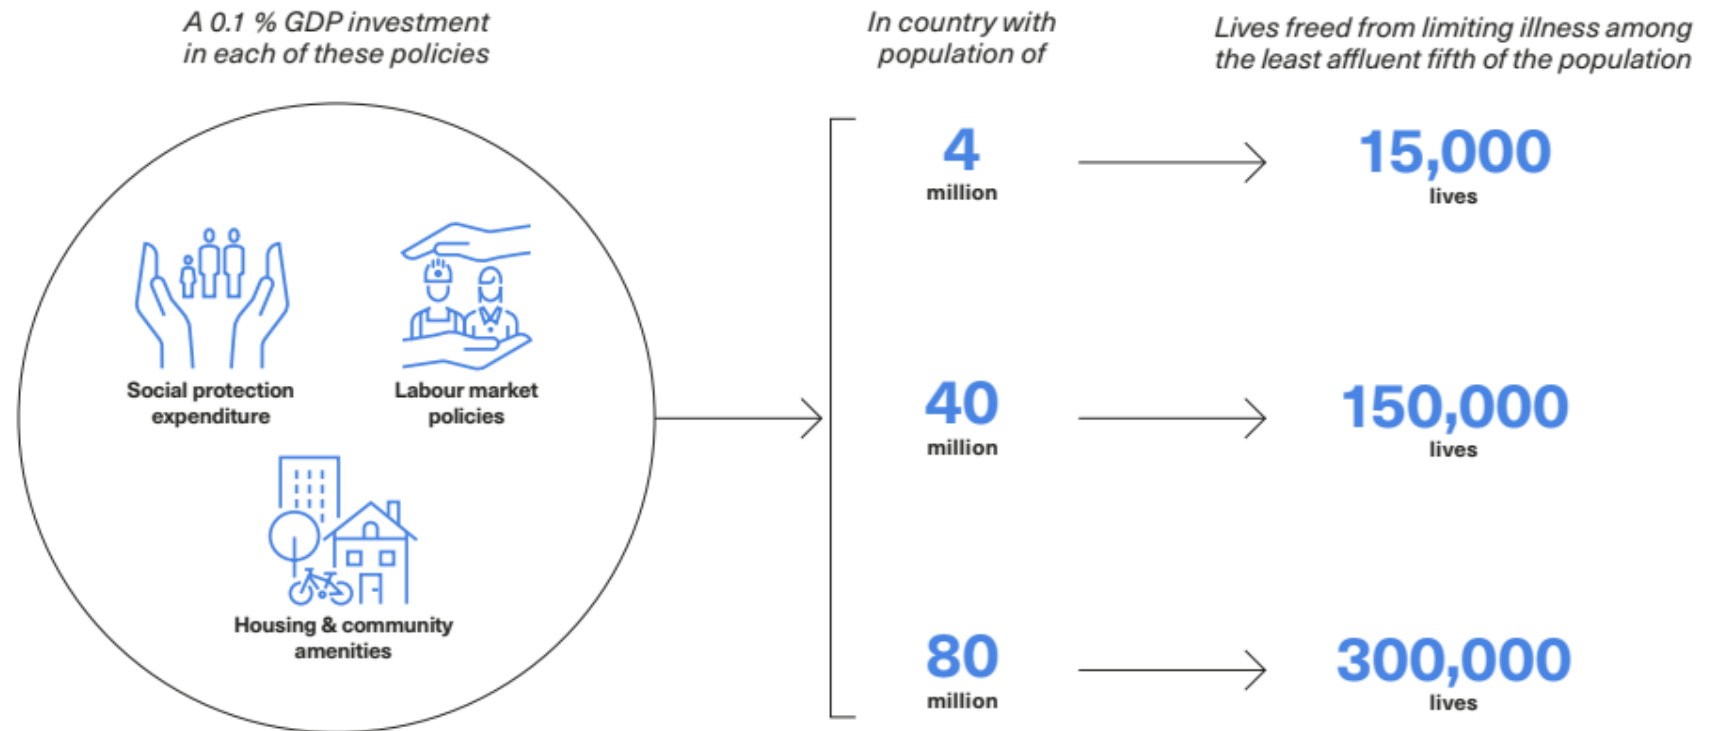 A 0.1 % GDP investment
in each of these policies
In country with
population of
Lives freed from limiting illness among
the least affluent fifth of the population
Social protection
expenditure
Labour market
policies
Housing & community
amenities
4
million
15,000
lives
40
million
150,000
lives
80
million
300,000
lives